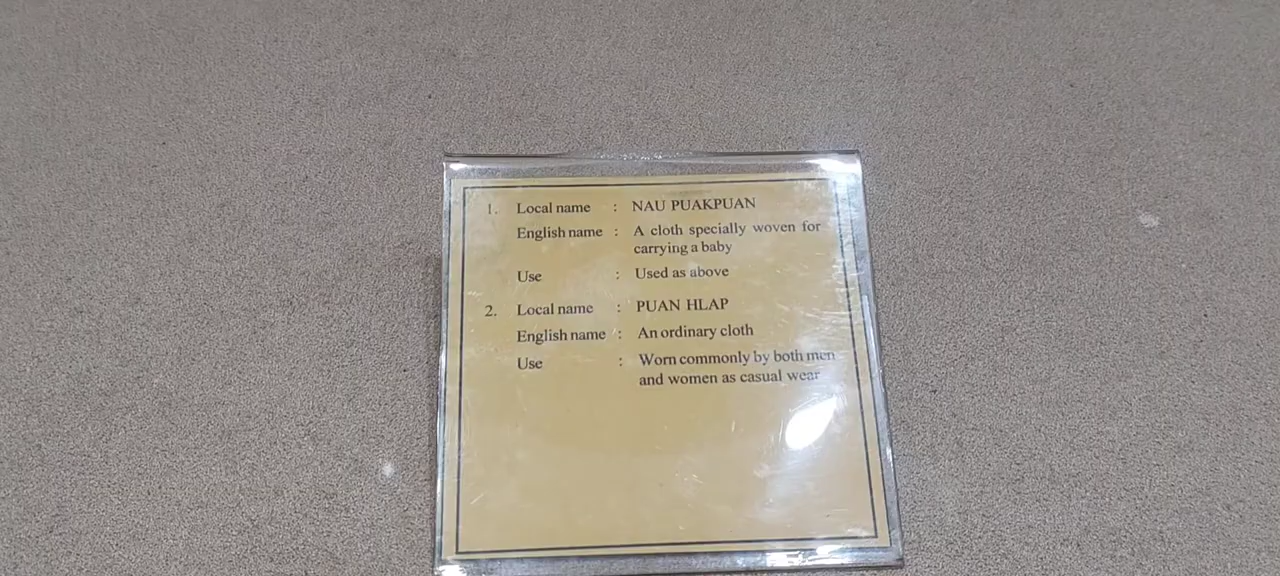 1. Local name : NAU PUAKPUAN
English name : A cloth specially woven for
carrying a baby
Use : Used as above
2. Local name : PUAN HLAP
English name : An ordinary cloth
Use : Worn commonly by both men
and women as casual wear